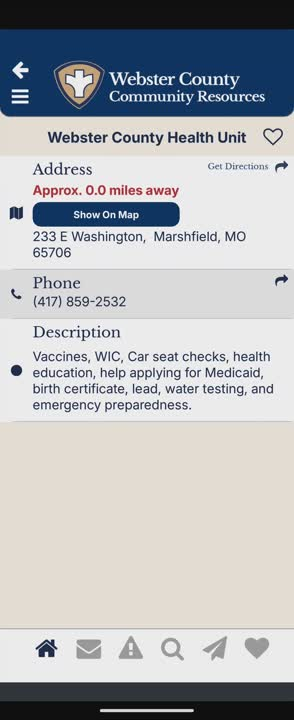 Webster County
Community Resources
Webster County Health Unit
Address
Get Directions
Approx. 0.0 miles away
Show On Map
233 E Washington, Marshfield, MO
65706
Phone
(417) 859-2532
Description
Vaccines, WIC, Car seat checks, health
education, help applying for Medicaid,
birth certificate, lead, water testing, and
emergency preparedness.